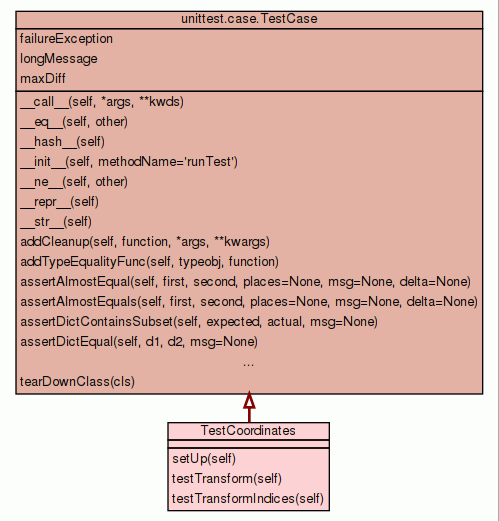 unittest.case.TestCase
failureException
longMessage
maxDiff
__call__(self, *args, **kwds)
__eq__(self, other)
__hash__(self)
__init__(self, methodName='runTest')
__ne__(self, other)
__repr__(self)
__str__(self)
addCleanup(self, function, *args, **kwargs)
addTypeEqualityFunc(self, typeobj, function)
assertAlmostEqual(self, first, second, places=None, msg=None, delta=None)
assertAlmostEquals(self, first, second, places=None, msg=None, delta=None)
assertDictContainsSubset(self, expected, actual, msg=None)
assertDictEqual(self, d1, d2, msg=None)
...
tearDownClass(cls)
TestCoordinates
setUp(self)
testTransform(self)
testTransformIndices(self)